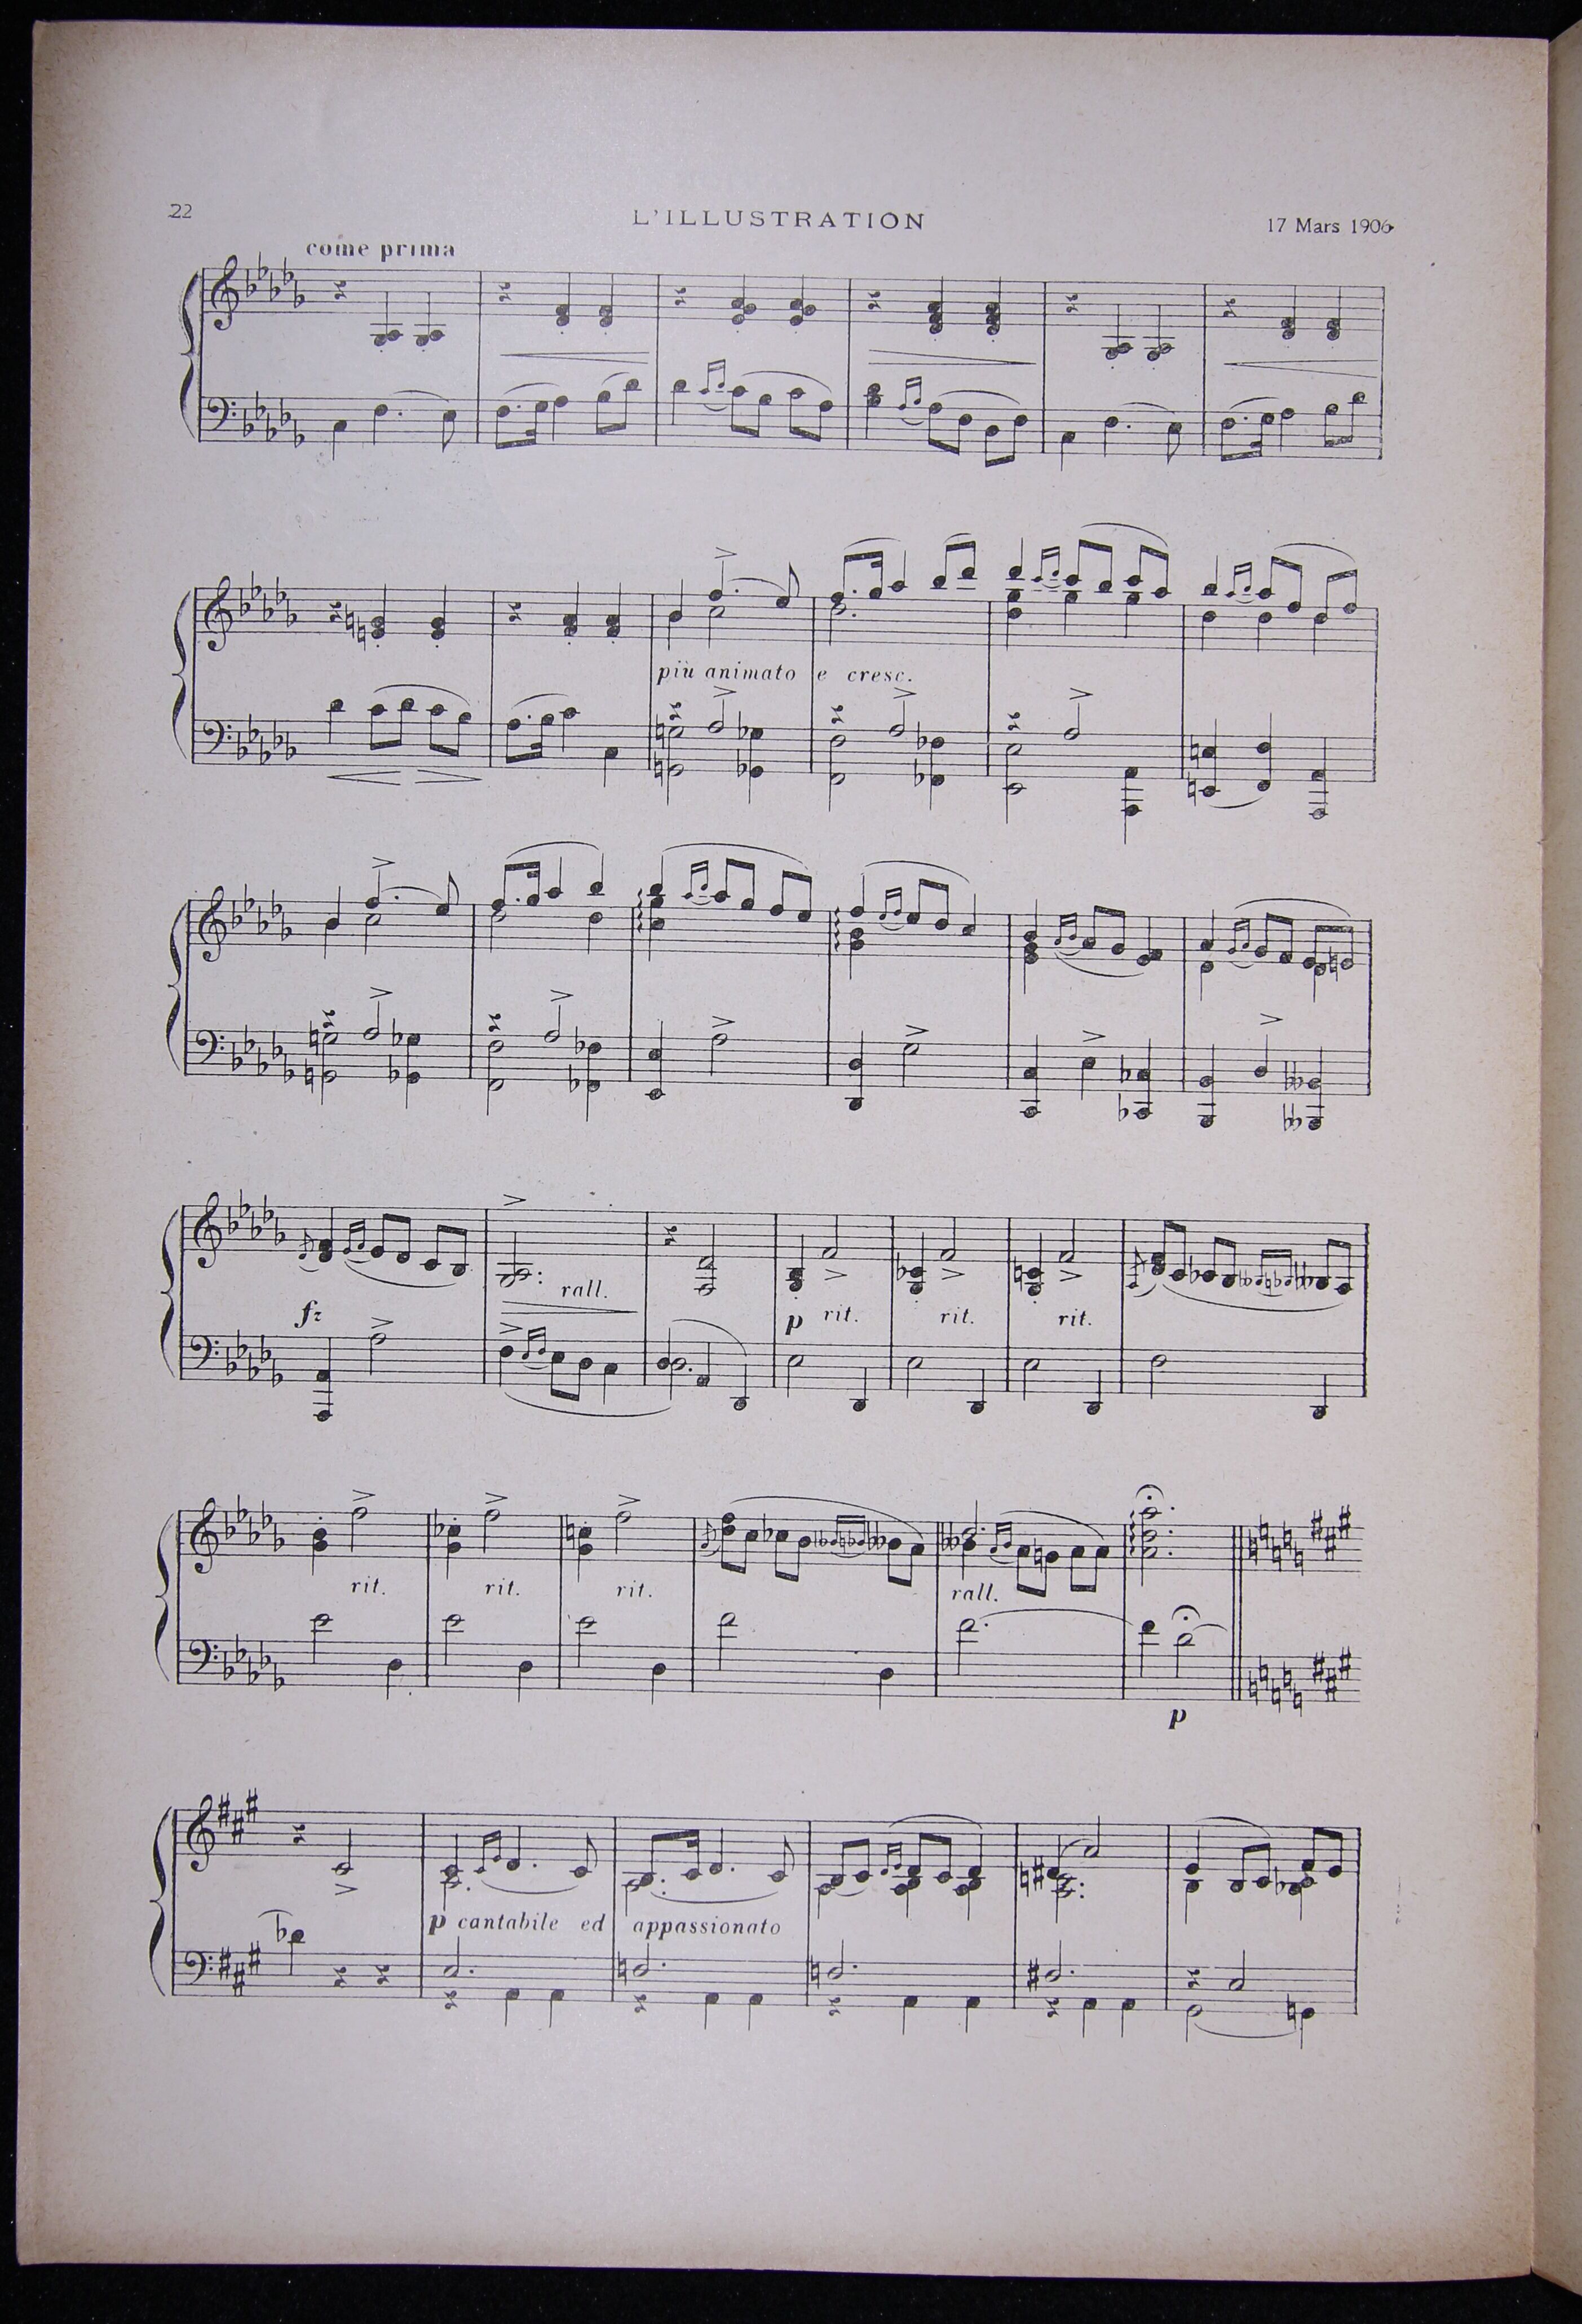 22
L'ILLUSTRATION
17 Mars 1906
come prima
più animato e cresc.
rall.
fz
p rit. rit. rit.
rit. rit. rit. rall.
p
p cantabile ed appassionato